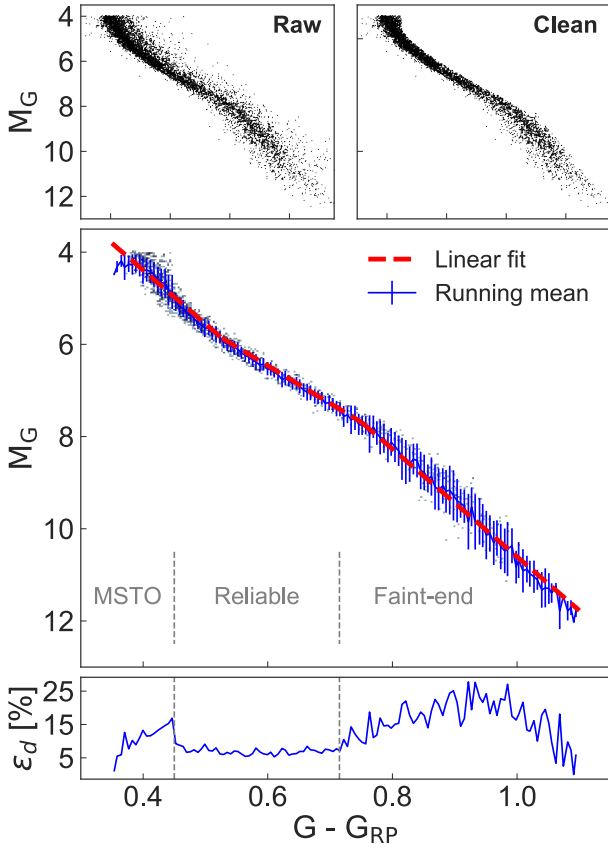 Raw
Clean
M_G
4
6
8
10
12
Linear fit
Running mean
M_G
4
6
8
10
12
MSTO
Reliable
Faint-end
ε_d [%]
25
15
5
0.4 0.6 0.8 1.0
G - G_RP